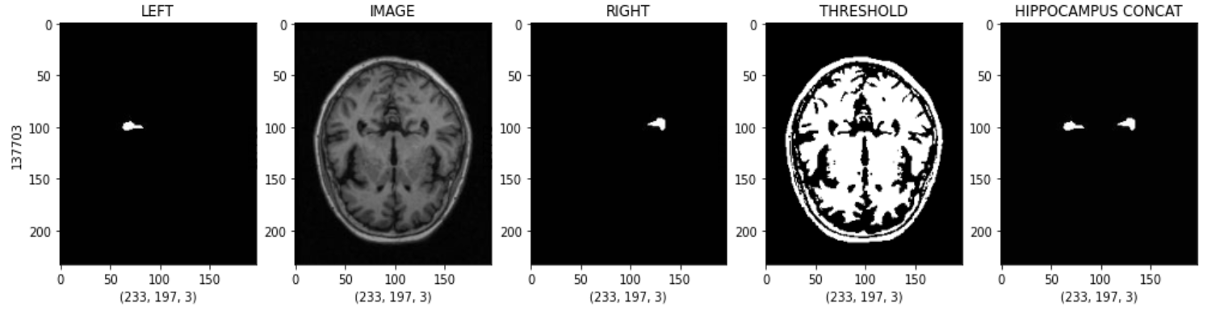 LEFT IMAGE RIGHT THRESHOLD HIPPOCAMPUS CONCAT
0 0 0 0 0
50 50 50 50 50
100 100 100 100 100
137703
150 150 150 150 150
200 200 200 200 200
0 50 100 150 0 50 100 150 0 50 100 150 0 50 100 150 0 50 100 150
(233, 197, 3) (233, 197, 3) (233, 197, 3) (233, 197, 3) (233, 197, 3)